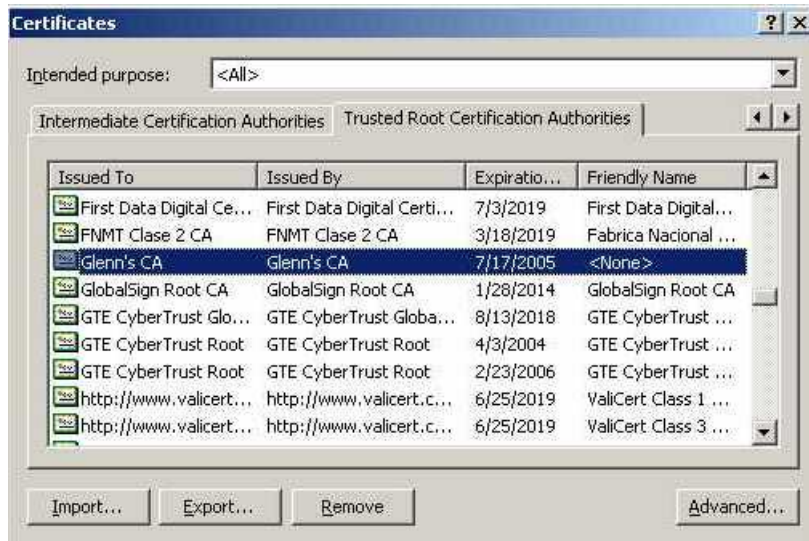 Certificates
Intended purpose: <All>
Intermediate Certification Authorities Trusted Root Certification Authorities
Issued To Issued By Expiratio... Friendly Name
First Data Digital Ce... First Data Digital Certi... 7/3/2019 First Data Digital...
FNMT Clase 2 CA FNMT Clase 2 CA 3/18/2019 Fabrica Nacional ...
Glenn's CA Glenn's CA 7/17/2005 <None>
GlobalSign Root CA GlobalSign Root CA 1/28/2014 GlobalSign Root CA
GTE CyberTrust Glo... GTE CyberTrust Globa... 8/13/2018 GTE CyberTrust ...
GTE CyberTrust Root GTE CyberTrust Root 4/3/2004 GTE CyberTrust ...
GTE CyberTrust Root GTE CyberTrust Root 2/23/2006 GTE CyberTrust ...
http://www.valicert... http://www.valicert.c... 6/25/2019 ValiCert Class 1 ...
http://www.valicert... http://www.valicert.c... 6/25/2019 ValiCert Class 3 ...
Import... Export... Remove Advanced...